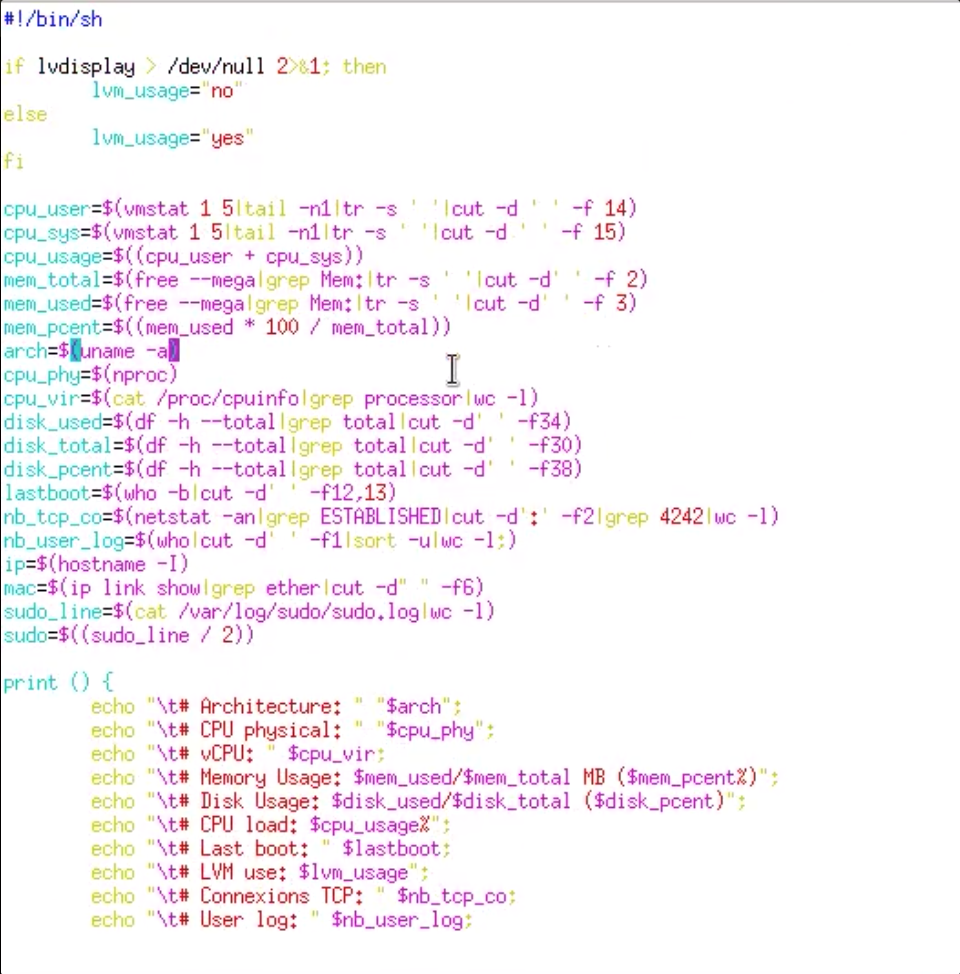 #!/bin/sh
if lvdisplay > /dev/null 2>&1; then
        lvm_usage="no"
else
        lvm_usage="yes"
fi
cpu_user=$(vmstat 1 5|tail -n1|tr -s ' '|cut -d ' ' -f 14)
cpu_sys=$(vmstat 1 5|tail -n1|tr -s ' '|cut -d ' ' -f 15)
cpu_usage=$((cpu_user + cpu_sys))
mem_total=$(free --mega|grep Mem:|tr -s ' '|cut -d' ' -f 2)
mem_used=$(free --mega|grep Mem:|tr -s ' '|cut -d' ' -f 3)
mem_pcent=$((mem_used * 100 / mem_total))
arch=$(uname -a)
cpu_phy=$(nproc)
cpu_vir=$(cat /proc/cpuinfo|grep processor|wc -l)
disk_used=$(df -h --total|grep total|cut -d' ' -f34)
disk_total=$(df -h --total|grep total|cut -d' ' -f30)
disk_pcent=$(df -h --total|grep total|cut -d' ' -f38)
lastboot=$(who -b|cut -d' ' -f12,13)
nb_tcp_co=$(netstat -an|grep ESTABLISHED|cut -d':' -f2|grep 4242|wc -l)
nb_user_log=$(who|cut -d' ' -f1|sort -u|wc -l;)
ip=$(hostname -I)
mac=$(ip link show|grep ether|cut -d" " -f6)
sudo_line=$(cat /var/log/sudo/sudo.log|wc -l)
sudo=$((sudo_line / 2))
print () {
        echo "\t# Architecture: " "$arch";
        echo "\t# CPU physical: " "$cpu_phy";
        echo "\t# vCPU: " $cpu_vir;
        echo "\t# Memory Usage: $mem_used/$mem_total MB ($mem_pcent%)";
        echo "\t# Disk Usage: $disk_used/$disk_total ($disk_pcent)";
        echo "\t# CPU load: $cpu_usage%";
        echo "\t# Last boot: " $lastboot;
        echo "\t# LVM use: $lvm_usage";
        echo "\t# Connexions TCP: " $nb_tcp_co;
        echo "\t# User log: " $nb_user_log;